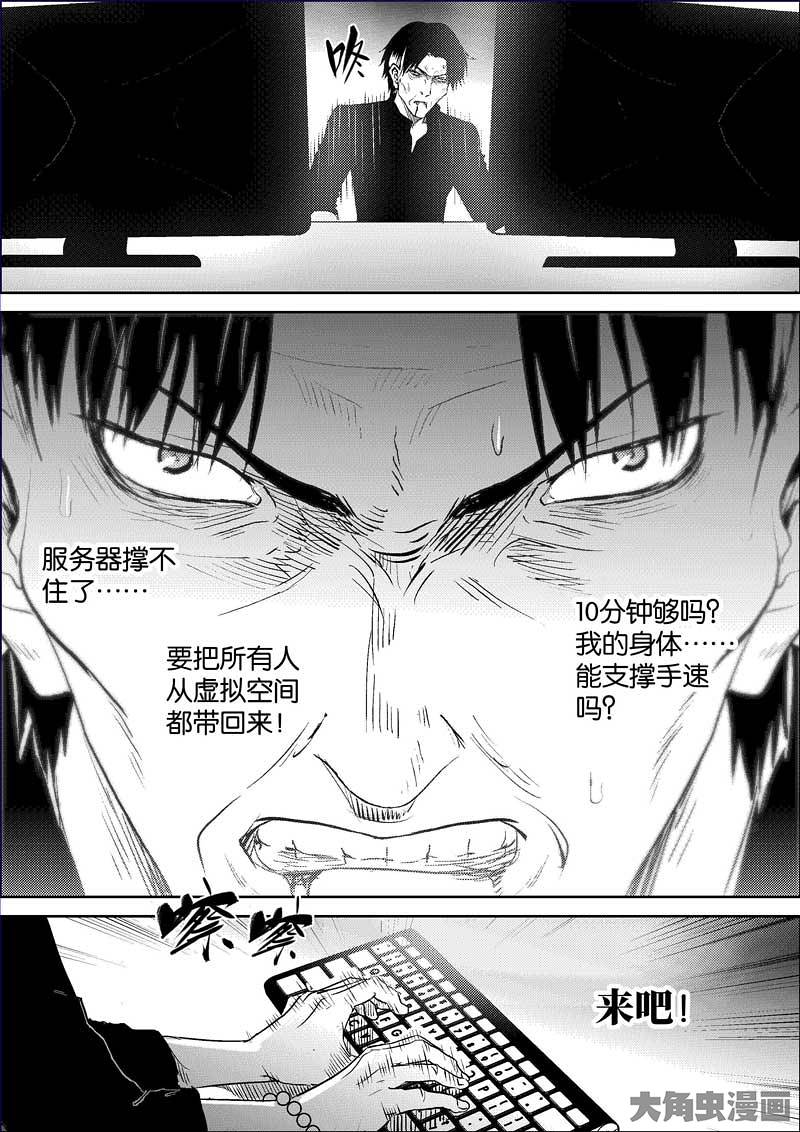 咚
服务器撑不
住了……
要把所有人
从虚拟空间
都带回来！
10分钟够吗？
我的身体……
能支撑手速
吗？
嚓 嚓
来吧！
大角虫漫画